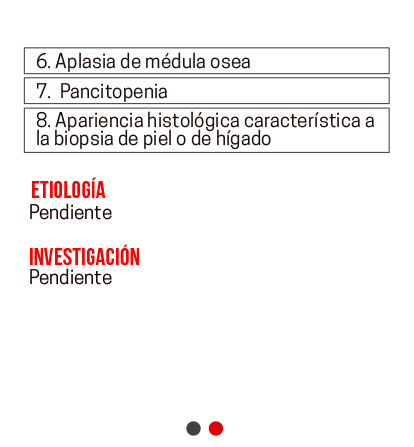 6. Aplasia de médula osea
7. Pancitopenia
8. Apariencia histológica característica a
la biopsia de piel o de hígado
ETIOLOGÍA
Pendiente
INVESTIGACIÓN
Pendiente